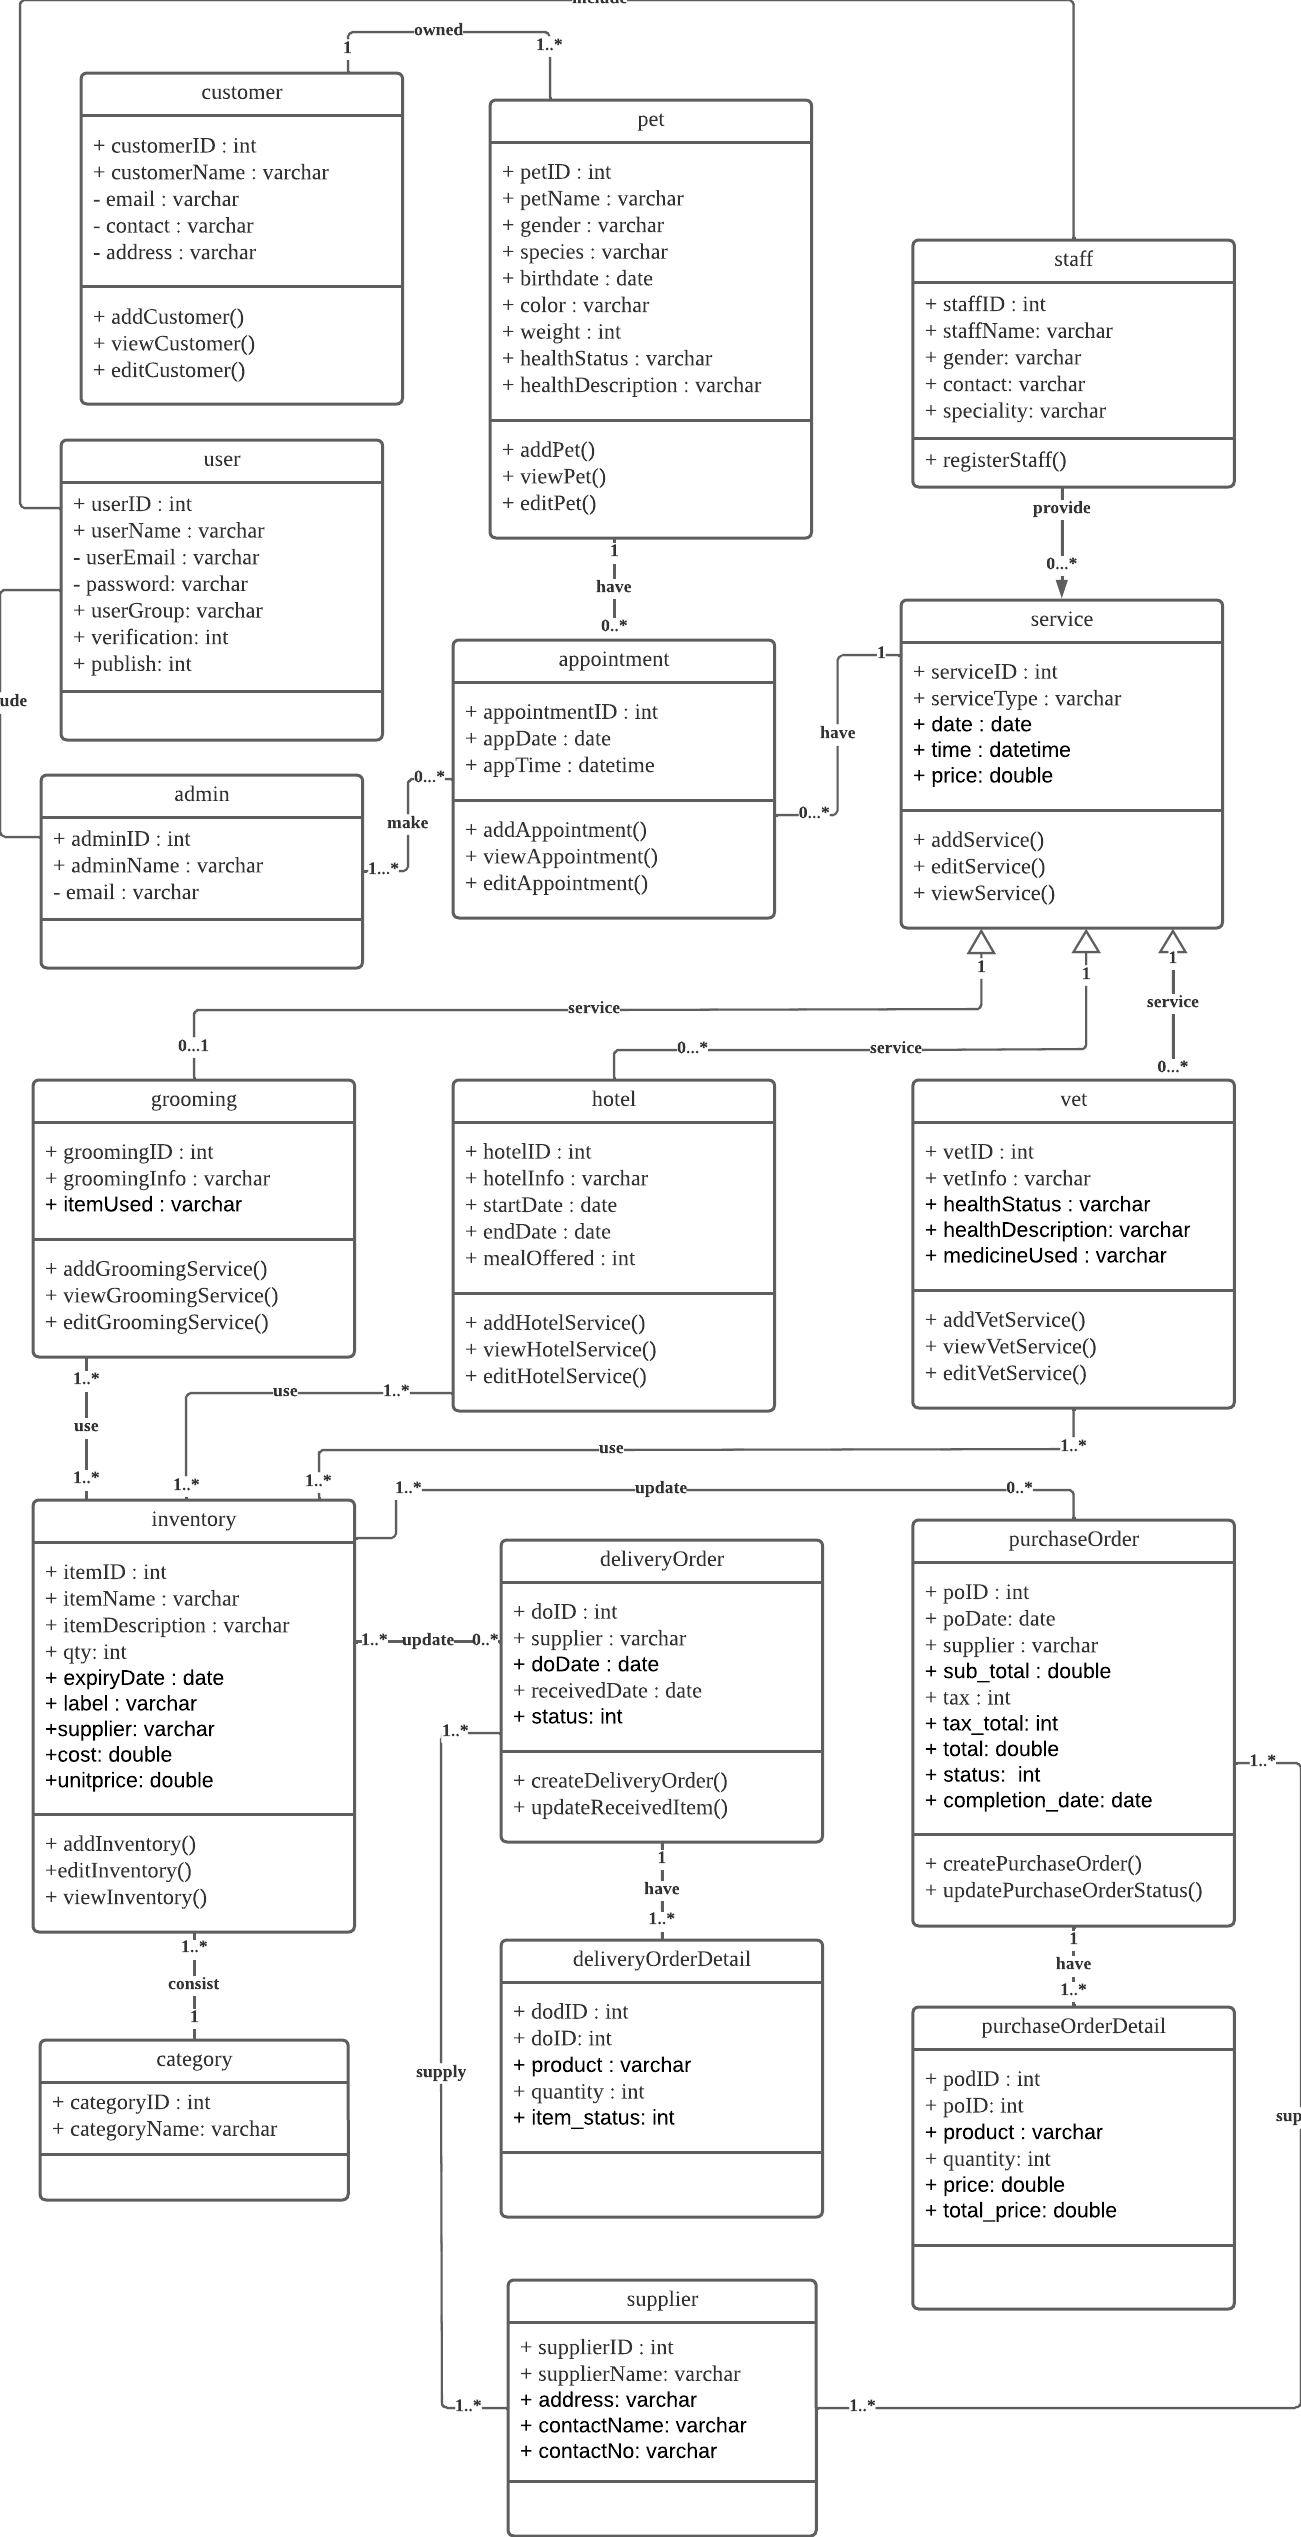 include
owned
1
1..*
customer
+ customerID : int
+ customerName : varchar
- email : varchar
- contact : varchar
- address : varchar
+ addCustomer()
+ viewCustomer()
+ editCustomer()
pet
+ petID : int
+ petName : varchar
+ gender : varchar
+ species : varchar
+ birthdate : date
+ color : varchar
+ weight : int
+ healthStatus : varchar
+ healthDescription : varchar
+ addPet()
+ viewPet()
+ editPet()
staff
+ staffID : int
+ staffName: varchar
+ gender: varchar
+ contact: varchar
+ speciality: varchar
+ registerStaff()
user
+ userID : int
+ userName : varchar
- userEmail : varchar
- password: varchar
+ userGroup: varchar
+ verification: int
+ publish: int
provide
0...*
1
have
0..*
ude
admin
+ adminID : int
+ adminName : varchar
- email : varchar
0...*
make
1...*
appointment
+ appointmentID : int
+ appDate : date
+ appTime : datetime
+ addAppointment()
+ viewAppointment()
+ editAppointment()
1
have
0...*
service
+ serviceID : int
+ serviceType : varchar
+ date : date
+ time : datetime
+ price: double
+ addService()
+ editService()
+ viewService()
1
1
1
service
service
0...1
0...*
service
0...*
grooming
+ groomingID : int
+ groomingInfo : varchar
+ itemUsed : varchar
+ addGroomingService()
+ viewGroomingService()
+ editGroomingService()
hotel
+ hotelID : int
+ hotelInfo : varchar
+ startDate : date
+ endDate : date
+ mealOffered : int
+ addHotelService()
+ viewHotelService()
+ editHotelService()
vet
+ vetID : int
+ vetInfo : varchar
+ healthStatus : varchar
+ healthDescription: varchar
+ medicineUsed : varchar
+ addVetService()
+ viewVetService()
+ editVetService()
1..*
use
1..*
use
1..*
1..*
use
1..*
1..*
1..*
update
0..*
inventory
+ itemID : int
+ itemName : varchar
+ itemDescription : varchar
+ qty: int
+ expiryDate : date
+ label : varchar
+supplier: varchar
+cost: double
+unitprice: double
+ addInventory()
+editInventory()
+ viewInventory()
1..*
update
0..*
deliveryOrder
+ doID : int
+ supplier : varchar
+ doDate : date
+ receivedDate : date
+ status: int
+ createDeliveryOrder()
+ updateReceivedItem()
purchaseOrder
+ poID : int
+ poDate: date
+ supplier : varchar
+ sub_total : double
+ tax : int
+ tax_total: int
+ total: double
+ status:  int
+ completion_date: date
+ createPurchaseOrder()
+ updatePurchaseOrderStatus()
1..*
1..*
1
have
1..*
1
have
1..*
1..*
consist
1
category
+ categoryID : int
+ categoryName: varchar
deliveryOrderDetail
+ dodID : int
+ doID: int
+ product : varchar
+ quantity : int
+ item_status: int
purchaseOrderDetail
+ podID : int
+ poID: int
+ product : varchar
+ quantity: int
+ price: double
+ total_price: double
supply
sup
supplier
+ supplierID : int
+ supplierName: varchar
+ address: varchar
+ contactName: varchar
+ contactNo: varchar
1..*
1..*